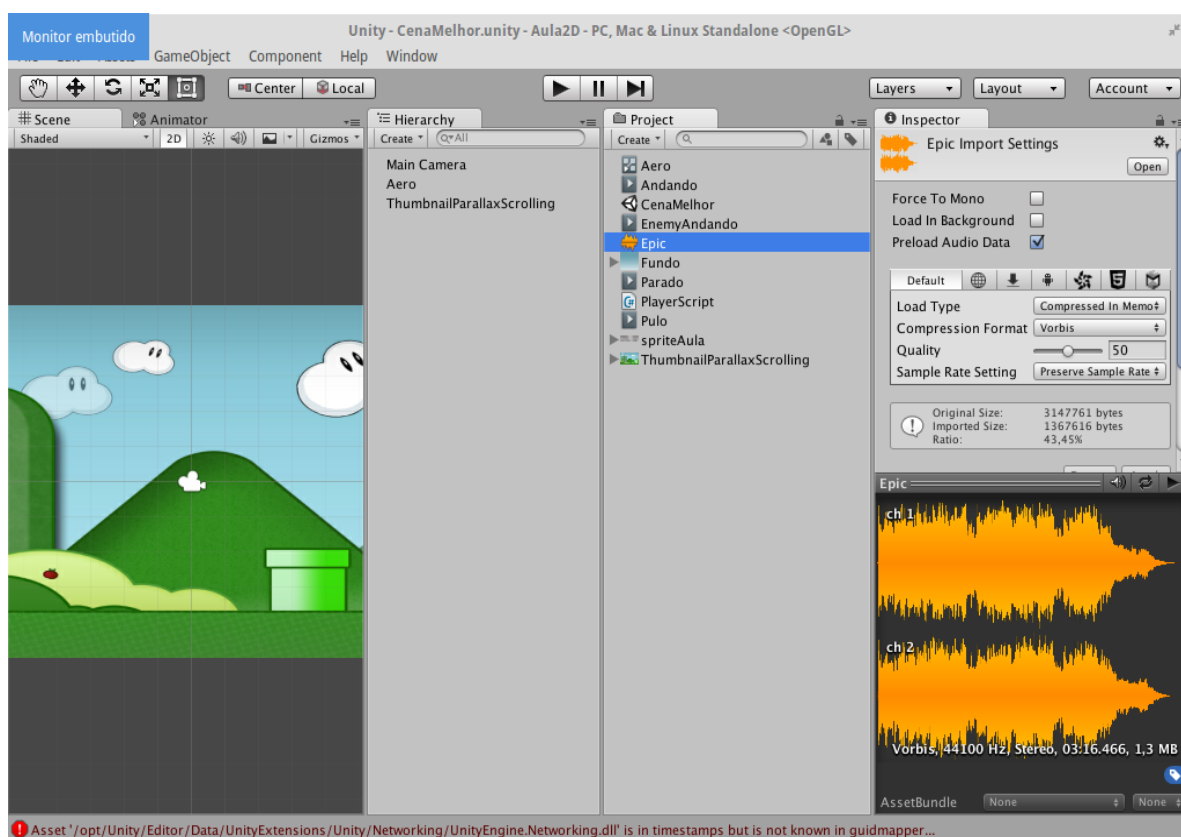 Monitor embutido
Unity - CenaMelhor.unity - Aula2D - PC, Mac & Linux Standalone <OpenGL>
GameObject Component Help Window
Center Local Layers Layout Account
Scene Animator
Shaded 2D Gizmos
Hierarchy
Create All
Main Camera
Aero
ThumbnailParallaxScrolling
Project
Create
Aero
Andando
CenaMelhor
EnemyAndando
Epic
Fundo
Parado
PlayerScript
Pulo
spriteAula
ThumbnailParallaxScrolling
Inspector
Epic Import Settings
Open
Force To Mono
Load In Background
Preload Audio Data
Default
Load Type Compressed In Memo
Compression Format Vorbis
Quality 50
Sample Rate Setting Preserve Sample Rate
Original Size: 3147761 bytes
Imported Size: 1367616 bytes
Ratio: 43,45%
Epic
ch 1
ch 2
Vorbis, 44100 Hz, Stereo, 03:16.466, 1,3 MB
AssetBundle None None
Asset '/opt/Unity/Editor/Data/UnityExtensions/Unity/Networking/UnityEngine.Networking.dll' is in timestamps but is not known in guidmapper...